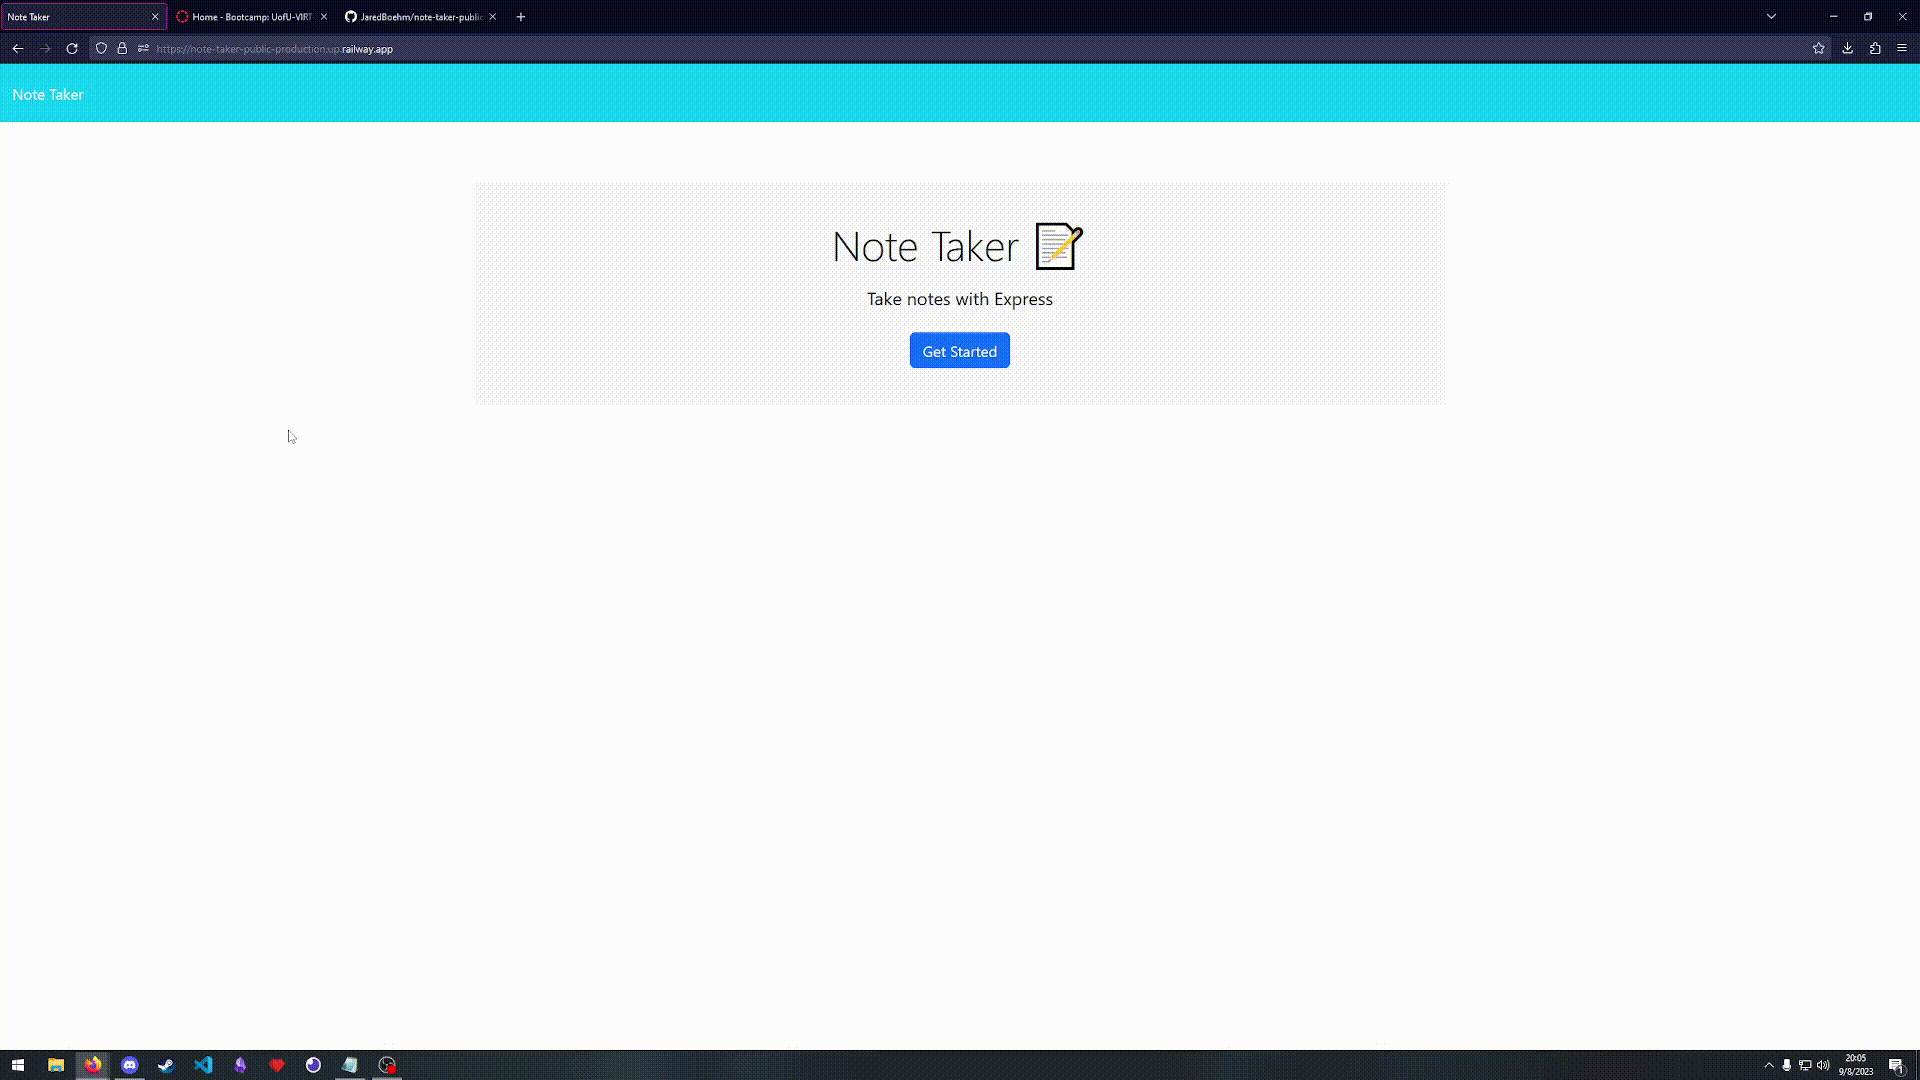 Note Taker
Home - Bootcamp: UofU-VIRT
JaredBoehm/note-taker-public
https://note-taker-public-production.up.railway.app
Note Taker
Note Taker
Take notes with Express
Get Started
20:05
9/8/2023
1